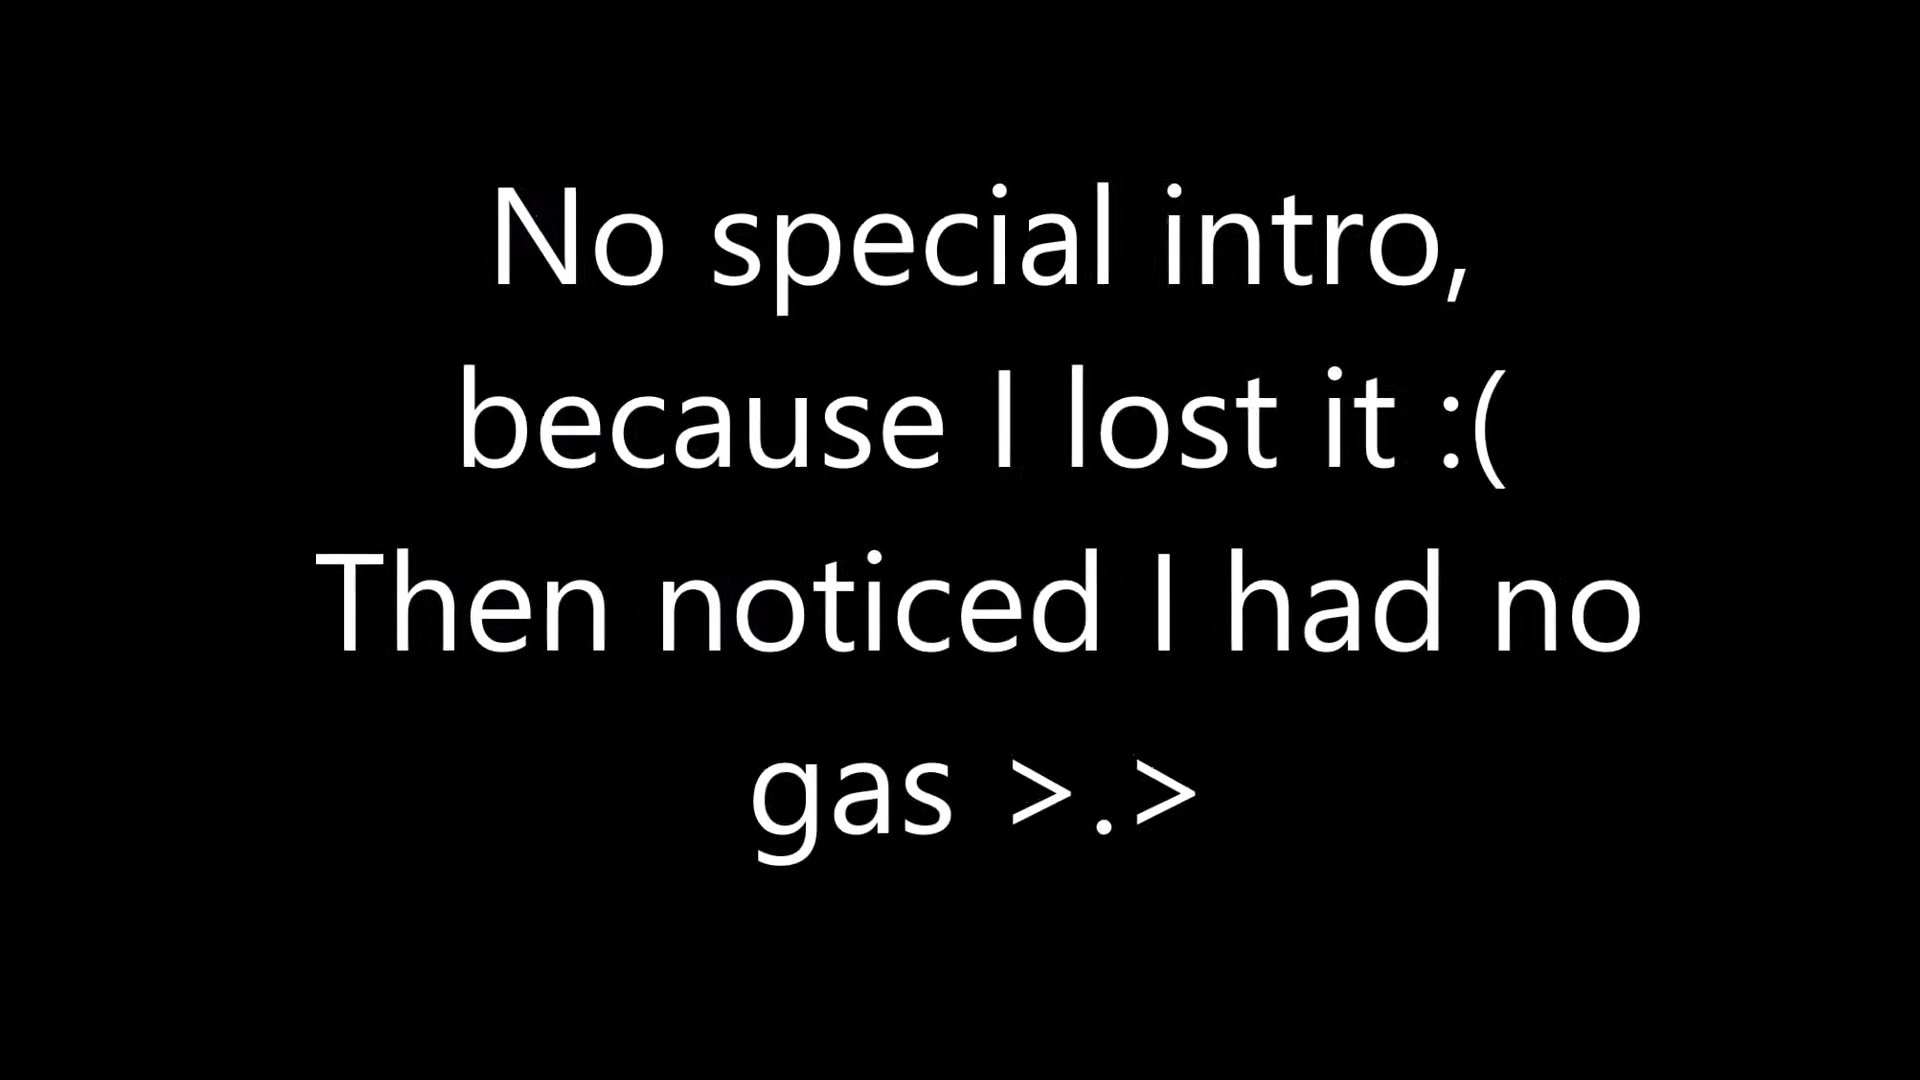 No special intro,
because I lost it :(
Then noticed I had no
gas >.>